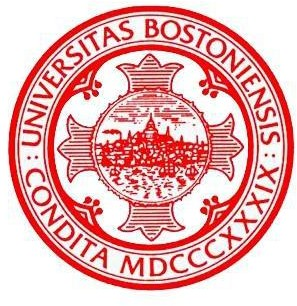 UNIVERSITAS BOSTONIENSIS
CONDITA MDCCCXXXIX